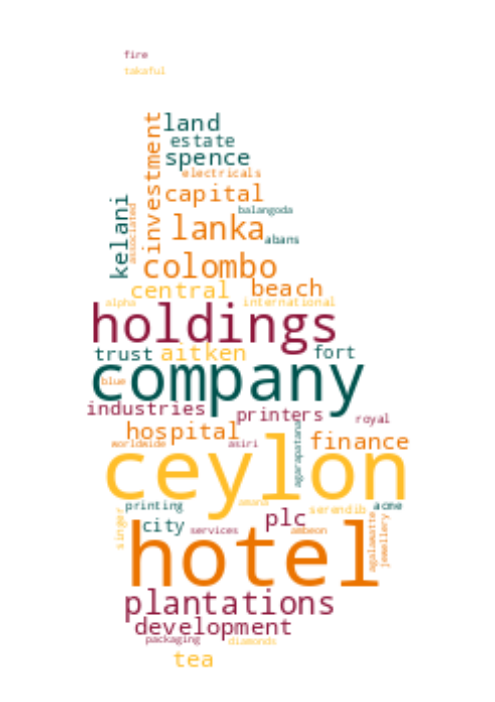 fire
takaful
investment
land
estate
spence
electricals
capital
kelani
associated
balangoda
lanka
abans
colombo
central
beach
alpha
international
holdings
trust
aitken
fort
company
blue
industries
printers
royal
hospital
agarapatana
finance
worldwide
asiri
ceylon
amana
singer
printing
serendib
acme
city
services
plc
ambeon
agalawatte
jewellery
hotel
plantations
development
packaging
diamonds
tea